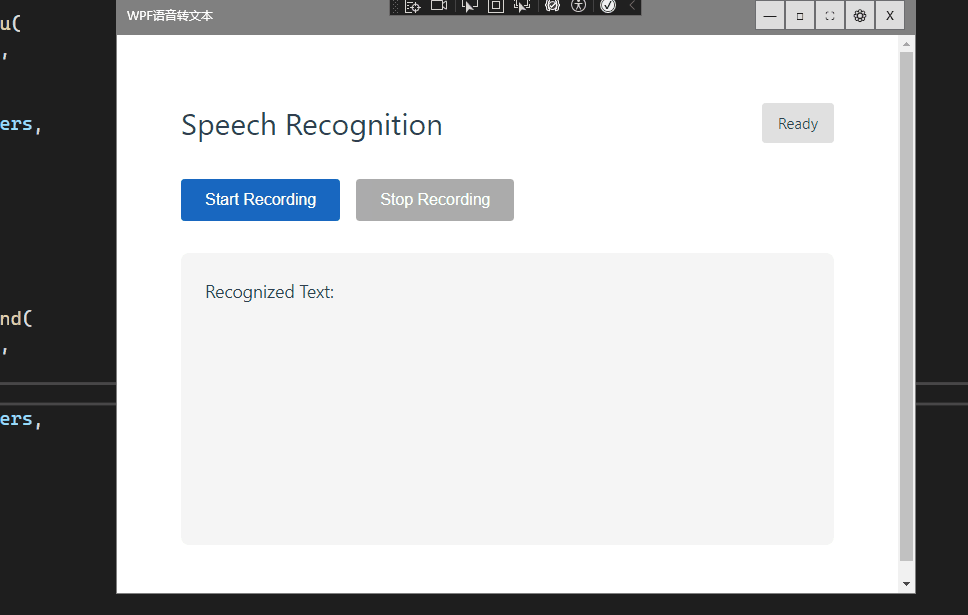 u(
,
ers,
nd(
,
ers,
WPF语音转文本
X
Speech Recognition
Ready
Start Recording
Stop Recording
Recognized Text: